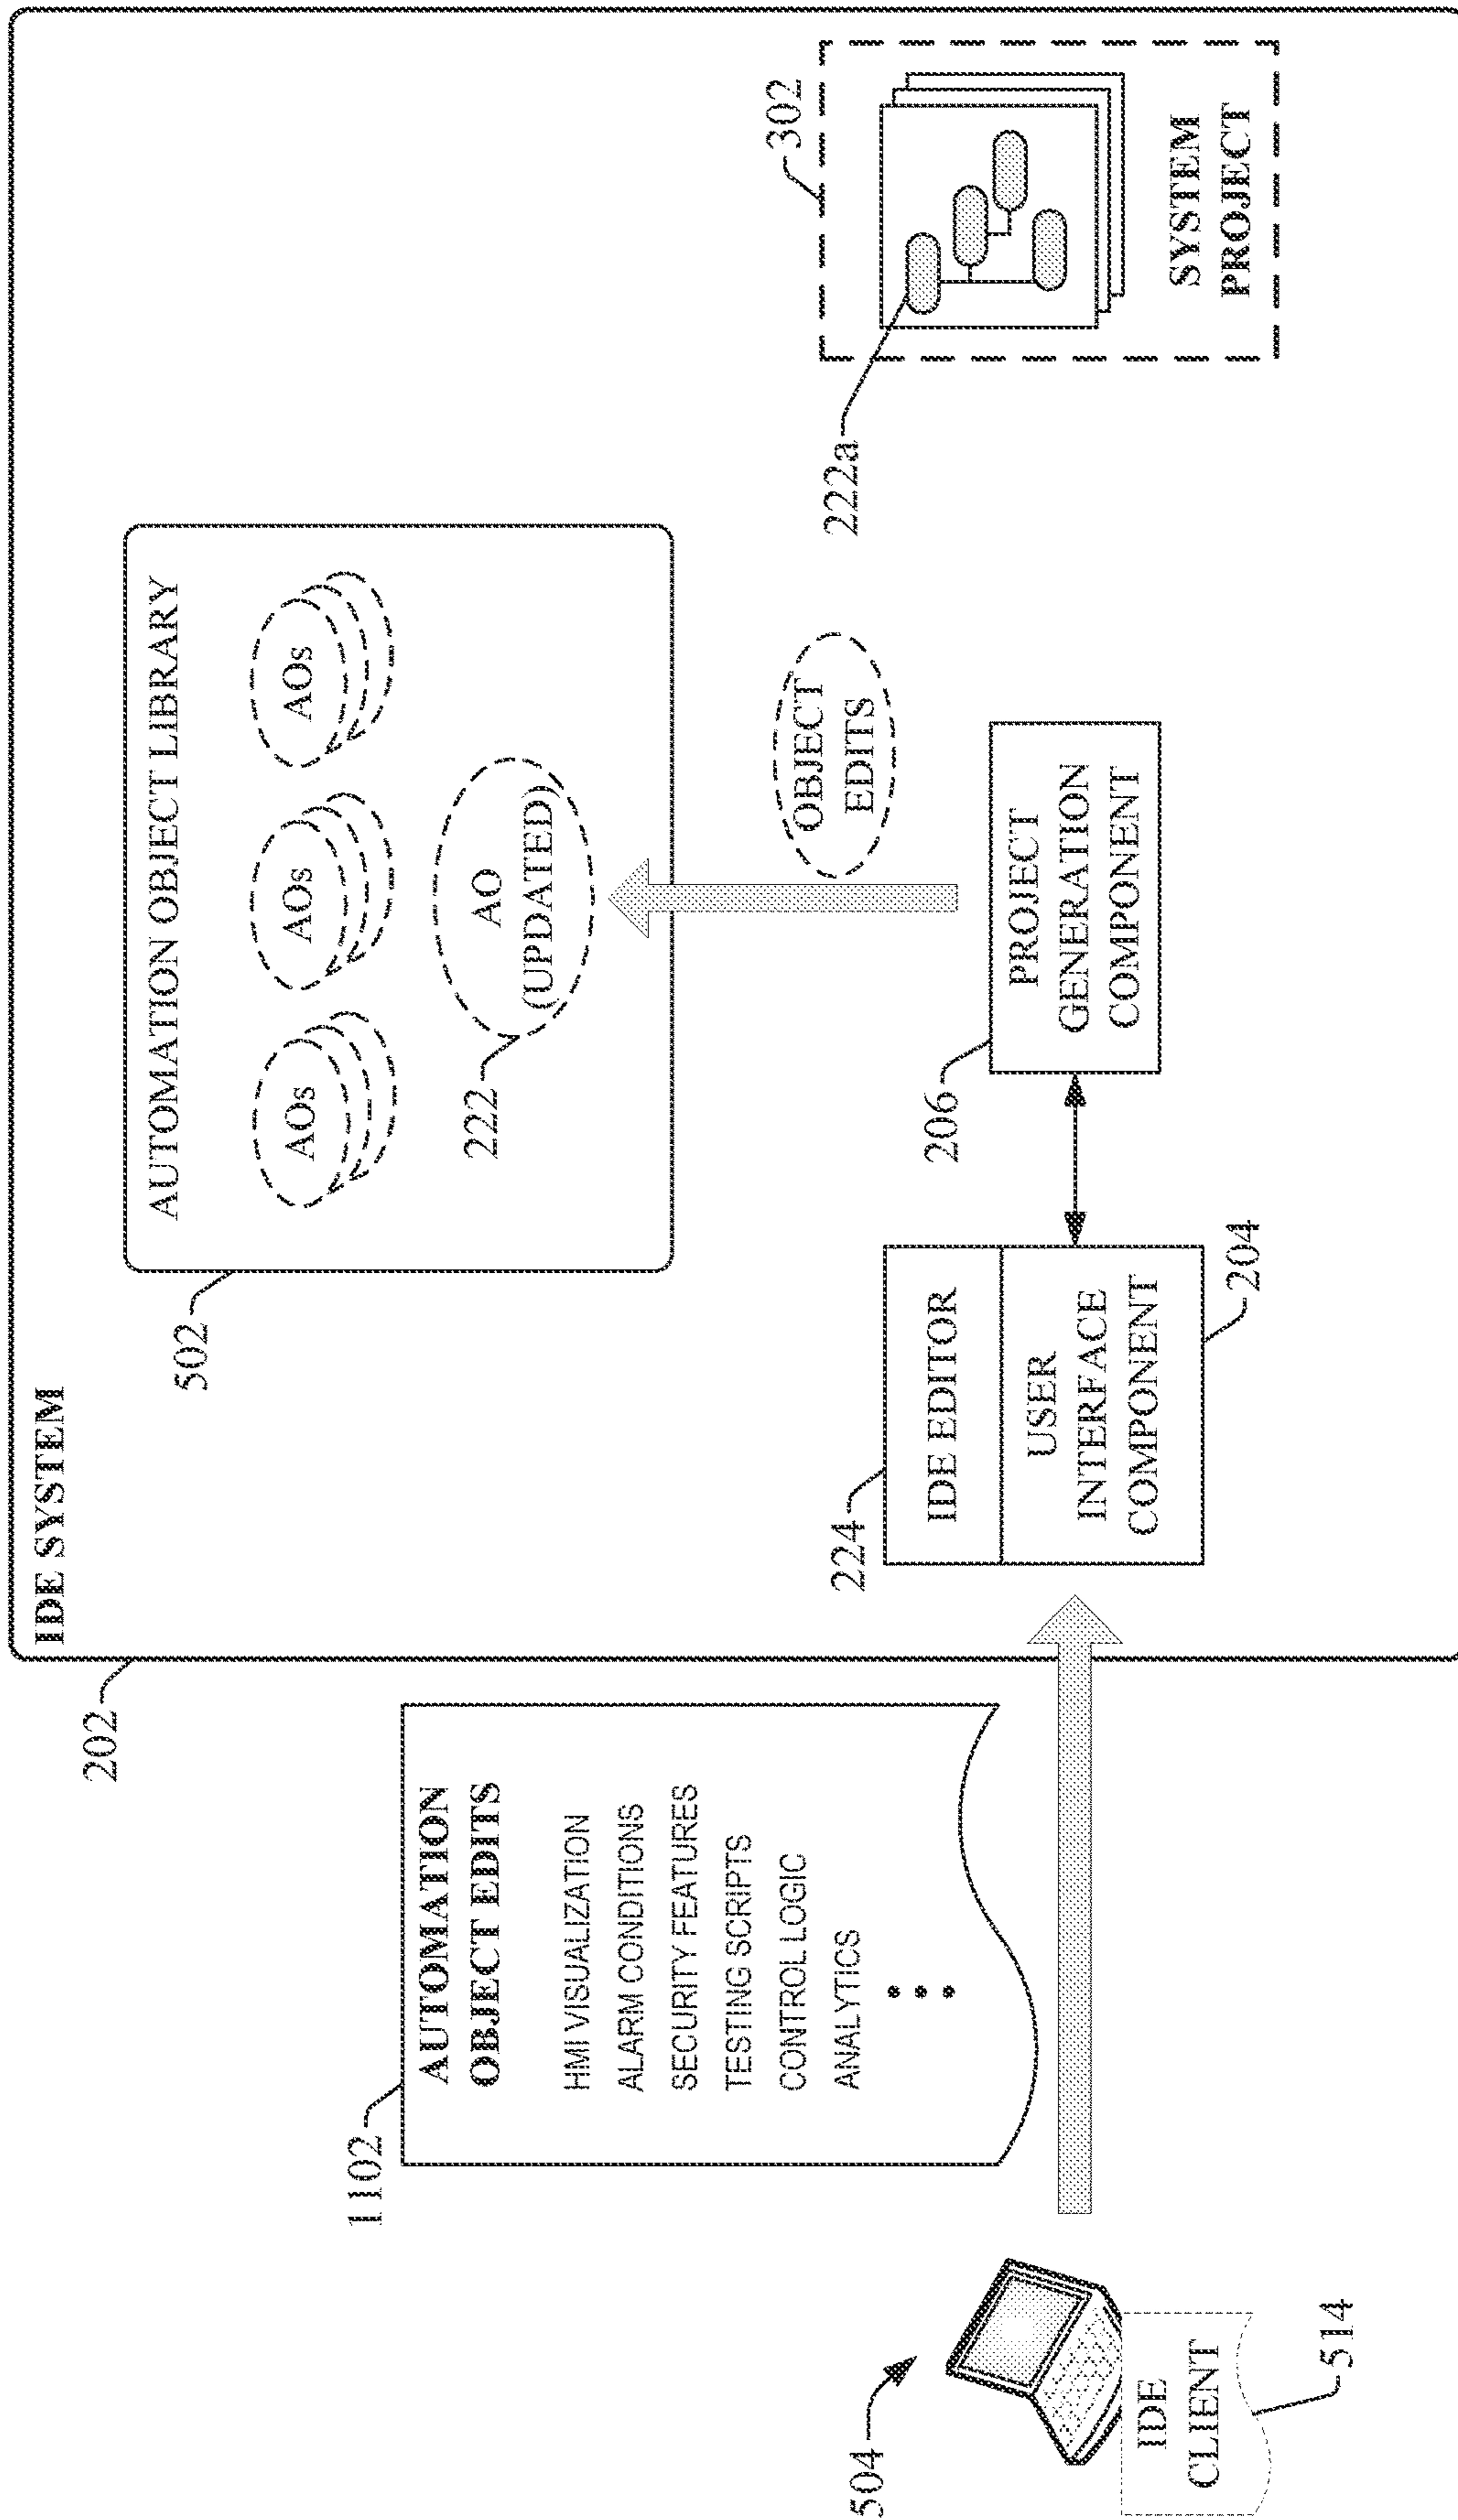 IDE SYSTEM
202
AUTOMATION OBJECT LIBRARY
AOs
AOs
AOs
AO
(UPDATED)
222
502
1102
AUTOMATION
OBJECT EDITS
HMI VISUALIZATION
ALARM CONDITIONS
SECURITY FEATURES
TESTING SCRIPTS
CONTROL LOGIC
ANALYTICS
OBJECT
EDITS
302
222a
SYSTEM
PROJECT
224
IDE EDITOR
USER
INTERFACE
COMPONENT
204
206
PROJECT
GENERATION
COMPONENT
504
IDE
CLIENT
514